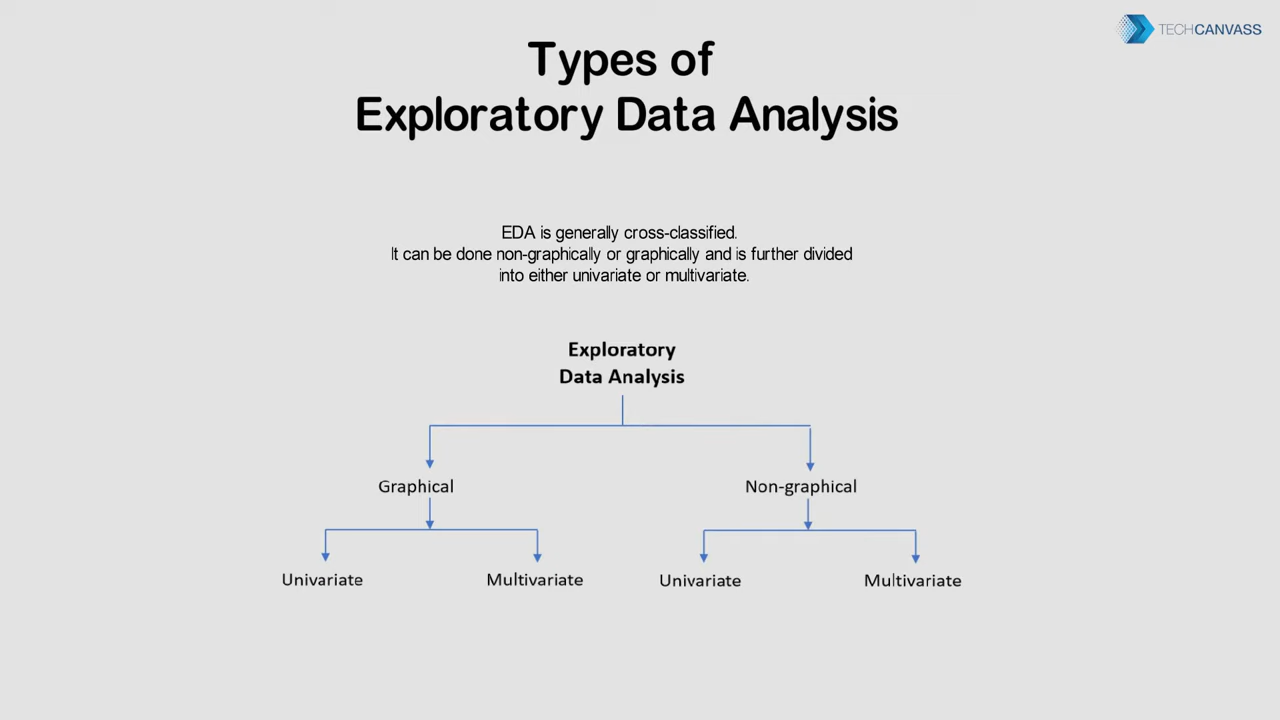 TECHCANVASS
Types of
Exploratory Data Analysis
EDA is generally cross-classified.
It can be done non-graphically or graphically and is further divided
into either univariate or multivariate.
Exploratory
Data Analysis
Graphical
Non-graphical
Univariate
Multivariate
Univariate
Multivariate